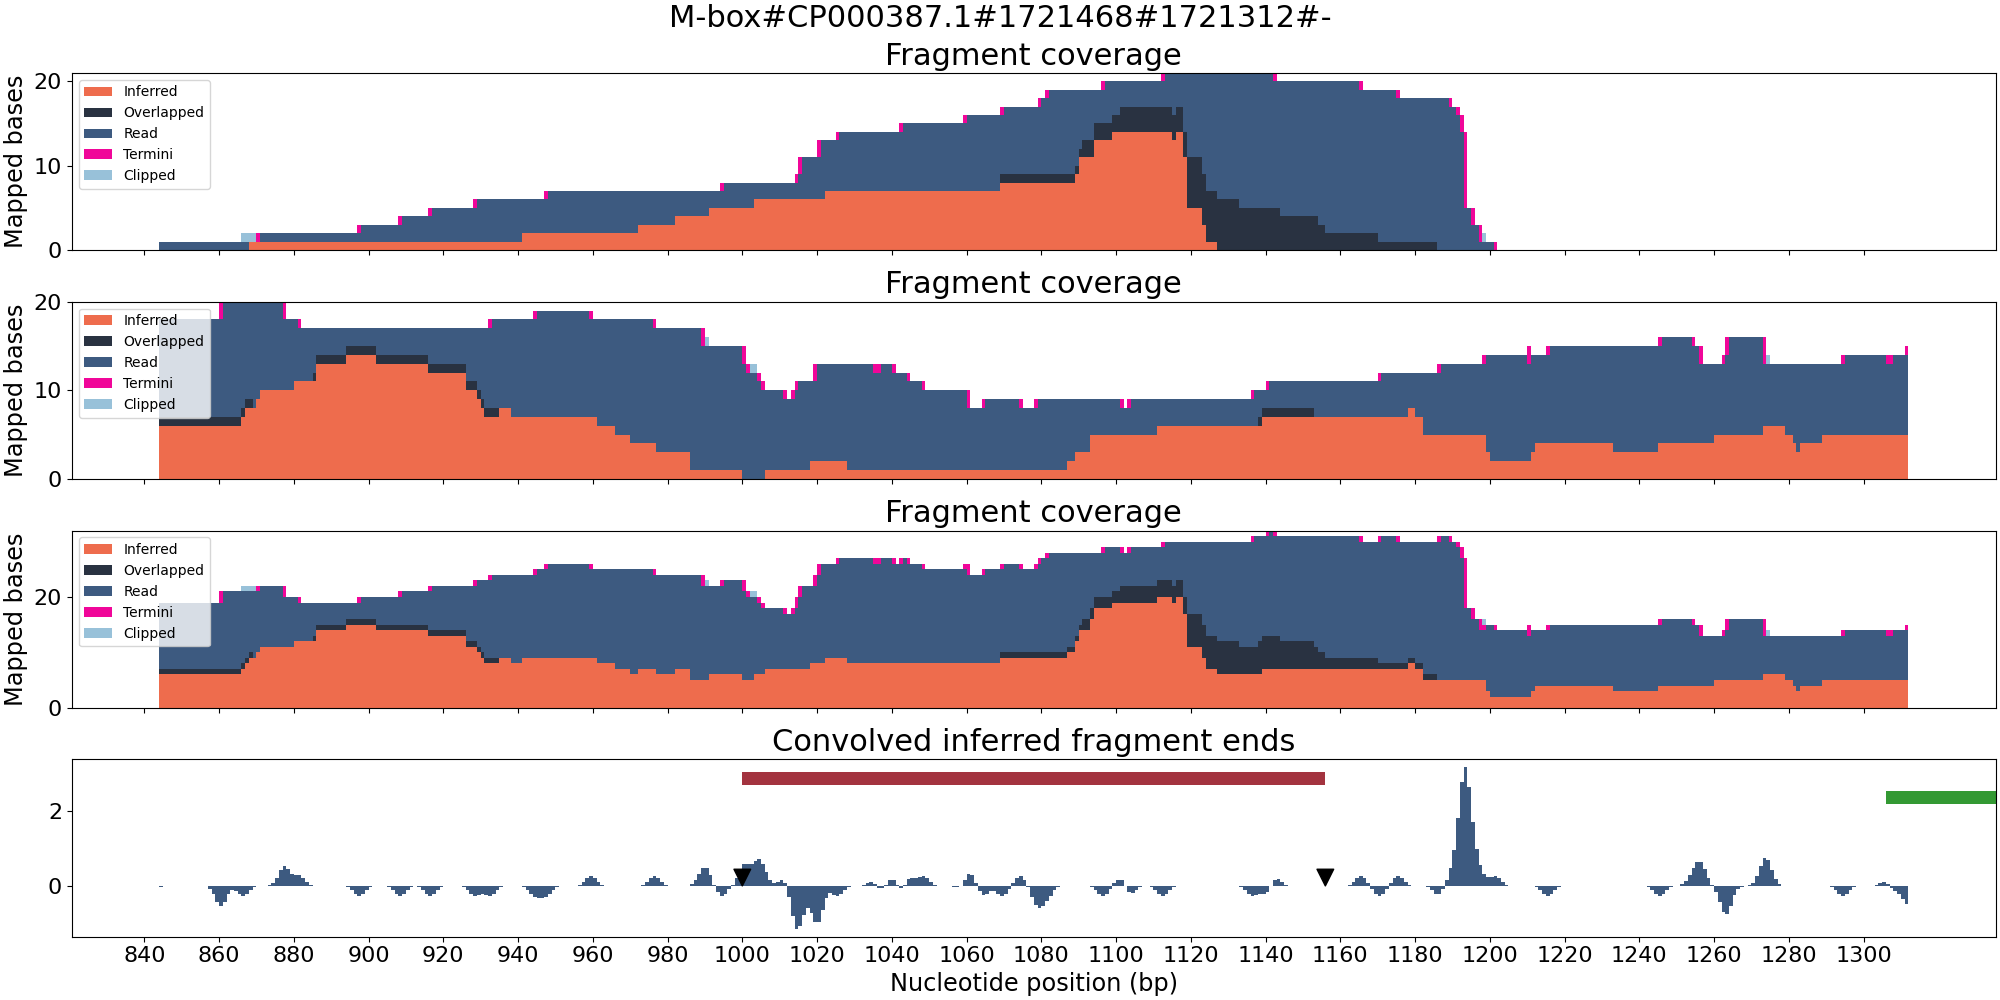 M-box#CP000387.1#1721468#1721312#-
Fragment coverage
Mapped bases
20
10
0
Inferred
Overlapped
Read
Termini
Clipped
Fragment coverage
Mapped bases
20
10
0
Inferred
Overlapped
Read
Termini
Clipped
Fragment coverage
Mapped bases
20
0
Inferred
Overlapped
Read
Termini
Clipped
Convolved inferred fragment ends
2
0
840 860 880 900 920 940 960 980 1000 1020 1040 1060 1080 1100 1120 1140 1160 1180 1200 1220 1240 1260 1280 1300
Nucleotide position (bp)